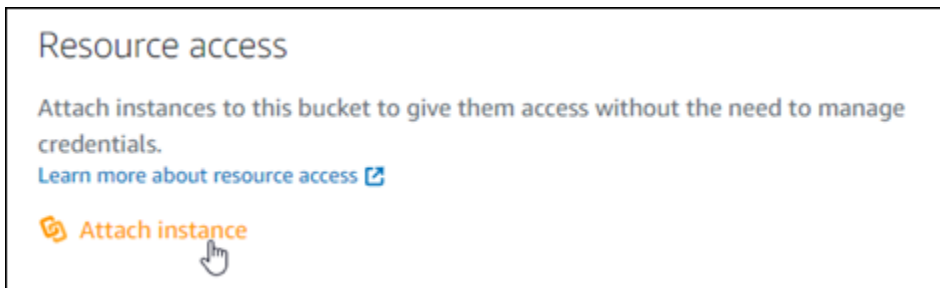 Resource access
Attach instances to this bucket to give them access without the need to manage
credentials.
Learn more about resource access
Attach instance